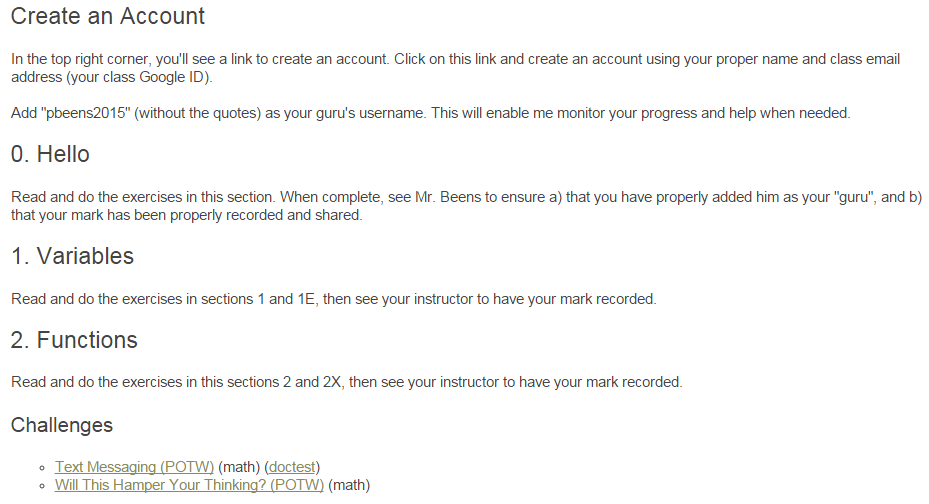 Create an Account
In the top right corner, you'll see a link to create an account. Click on this link and create an account using your proper name and class email
address (your class Google ID).
Add "pbeens2015" (without the quotes) as your guru's username. This will enable me monitor your progress and help when needed.
0. Hello
Read and do the exercises in this section. When complete, see Mr. Beens to ensure a) that you have properly added him as your "guru", and b)
that your mark has been properly recorded and shared.
1. Variables
Read and do the exercises in sections 1 and 1E, then see your instructor to have your mark recorded.
2. Functions
Read and do the exercises in this sections 2 and 2X, then see your instructor to have your mark recorded.
Challenges
Text Messaging (POTW) (math) (doctest)
Will This Hamper Your Thinking? (POTW) (math)